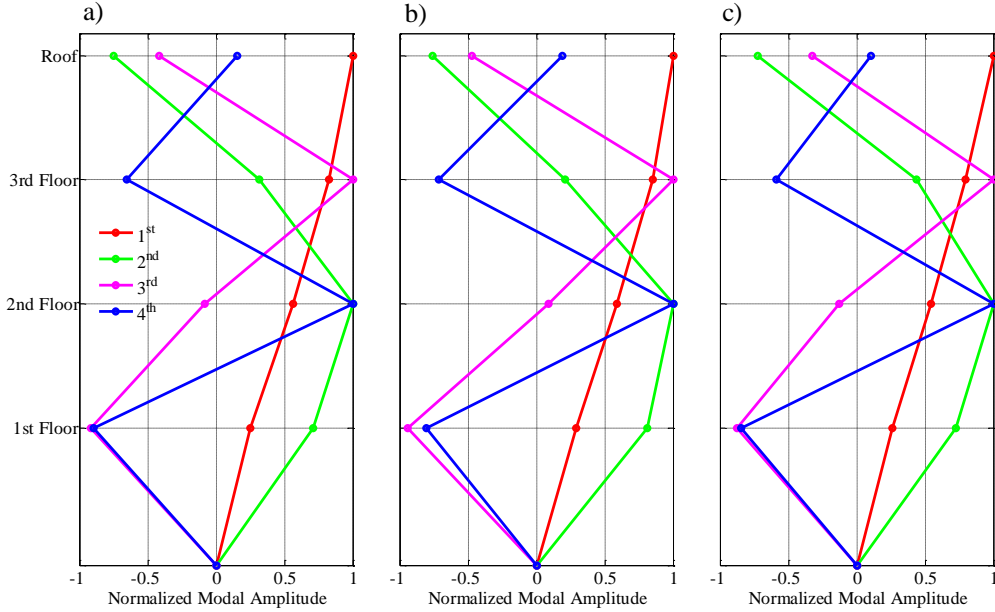 a)
b)
c)
Roof
3rd Floor
2nd Floor
1st Floor
1st
2nd
3rd
4th
-1 -0.5 0 0.5 1
-1 -0.5 0 0.5 1
-1 -0.5 0 0.5 1
Normalized Modal Amplitude
Normalized Modal Amplitude
Normalized Modal Amplitude